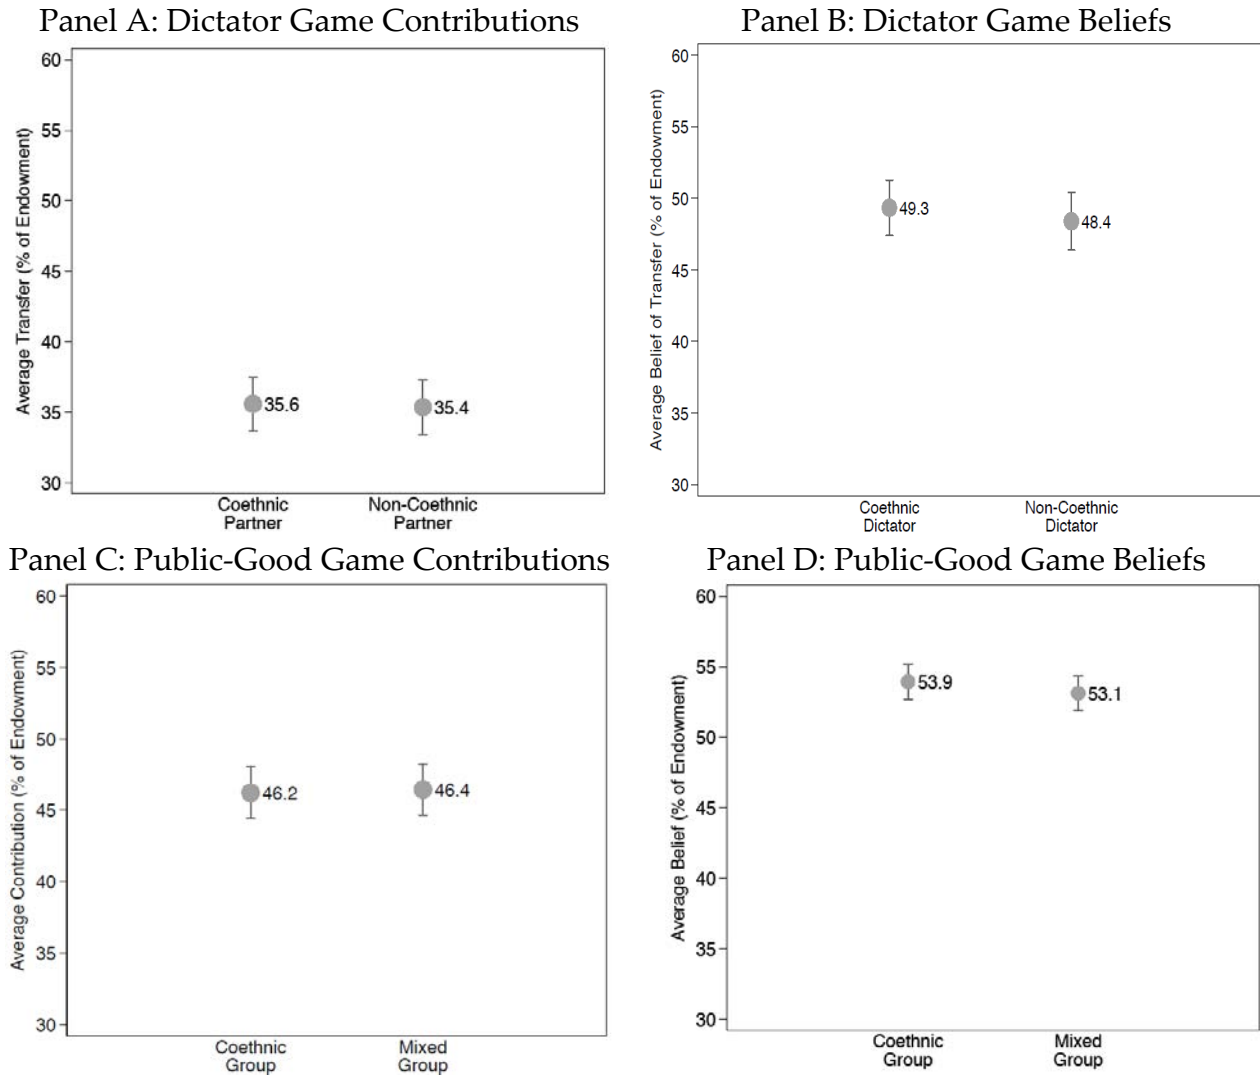 Panel A: Dictator Game Contributions
Average Transfer (% of Endowment)
60
55
50
45
40
35
30
35.6
35.4
Coethnic
Partner
Non-Coethnic
Partner
Panel B: Dictator Game Beliefs
Average Belief of Transfer (% of Endowment)
60
55
50
45
40
35
30
49.3
48.4
Coethnic
Dictator
Non-Coethnic
Dictator
Panel C: Public-Good Game Contributions
Average Contribution (% of Endowment)
60
55
50
45
40
35
30
46.2
46.4
Coethnic
Group
Mixed
Group
Panel D: Public-Good Game Beliefs
Average Belief (% of Endowment)
60
55
50
45
40
35
30
53.9
53.1
Coethnic
Group
Mixed
Group